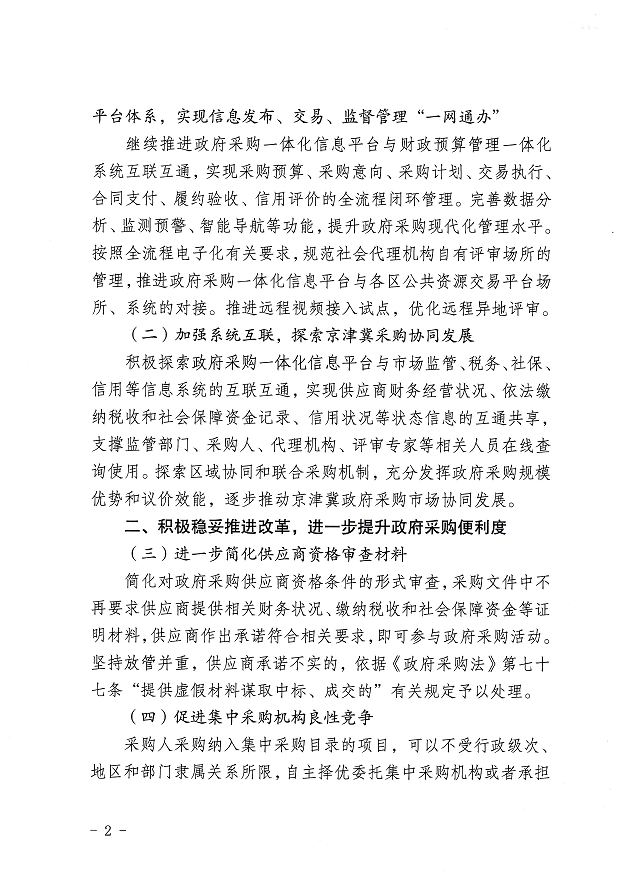 平台体系，实现信息发布、交易、监督管理“一网通办”
继续推进政府采购一体化信息平台与财政预算管理一体化
系统互联互通，实现采购预算、采购意向、采购计划、交易执行、
合同支付、履约验收、信用评价的全流程闭环管理。完善数据分
析、监测预警、智能导航等功能，提升政府采购现代化管理水平。
按照全流程电子化有关要求，规范社会代理机构自有评审场所的
管理，推进政府采购一体化信息平台与各区公共资源交易平台场
所、系统的对接。推进远程视频接入试点，优化远程异地评审。
（二）加强系统互联，探索京津冀采购协同发展
积极探索政府采购一体化信息平台与市场监管、税务、社保、
信用等信息系统的互联互通，实现供应商财务经营状况、依法缴
纳税收和社会保障资金记录、信用状况等状态信息的互通共享，
支撑监管部门、采购人、代理机构、评审专家等相关人员在线查
询使用。探索区域协同和联合采购机制，充分发挥政府采购规模
优势和议价效能，逐步推动京津冀政府采购市场协同发展。
二、积极稳妥推进改革，进一步提升政府采购便利度
（三）进一步简化供应商资格审查材料
简化对政府采购供应商资格条件的形式审查，采购文件中不
再要求供应商提供相关财务状况、缴纳税收和社会保障资金等证
明材料，供应商作出承诺符合相关要求，即可参与政府采购活动。
坚持放管并重，供应商承诺不实的，依据《政府采购法》第七十
七条“提供虚假材料谋取中标、成交的”有关规定予以处理。
（四）促进集中采购机构良性竞争
采购人采购纳入集中采购目录的项目，可以不受行政级次、
地区和部门隶属关系所限，自主择优委托集中采购机构或者承担
- 2 -